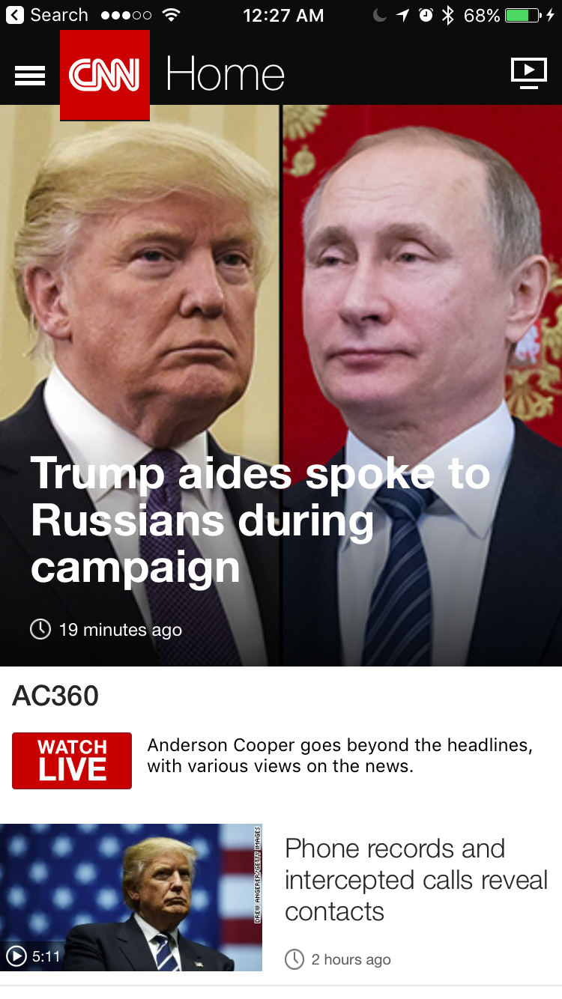 Search
12:27 AM
68%
CNN
Home
Trump aides spoke to
Russians during
campaign
19 minutes ago
AC360
WATCH
LIVE
Anderson Cooper goes beyond the headlines,
with various views on the news.
DREW ANGERER/GETTY IMAGES
5:11
Phone records and
intercepted calls reveal
contacts
2 hours ago